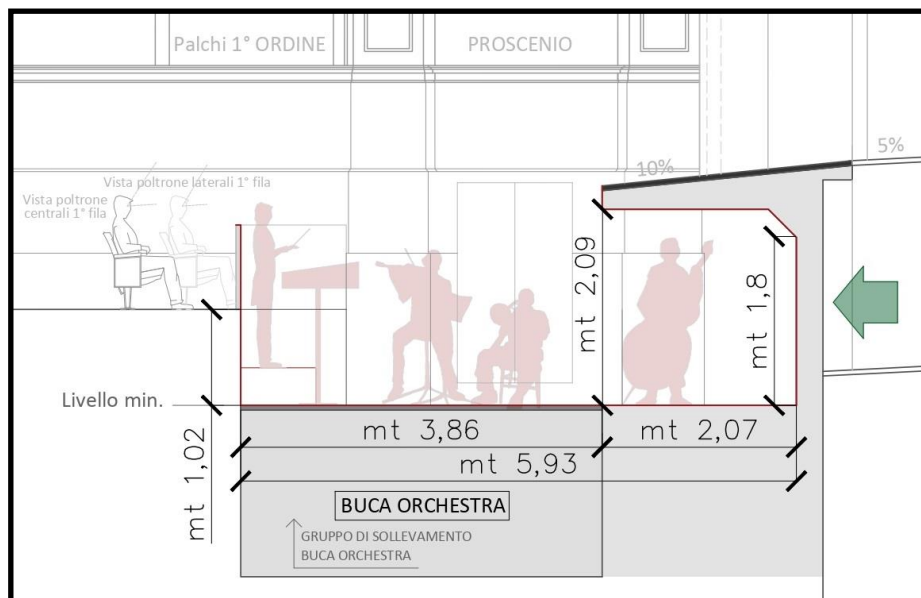 Palchi 1° ORDINE
PROSCENIO
5%
10%
Vista poltrone laterali 1° fila
Vista poltrone
centrali 1° fila
mt 2,09
mt 1,8
Livello min.
mt 1,02
mt 3,86
mt 2,07
mt 5,93
BUCA ORCHESTRA
GRUPPO DI SOLLEVAMENTO
BUCA ORCHESTRA